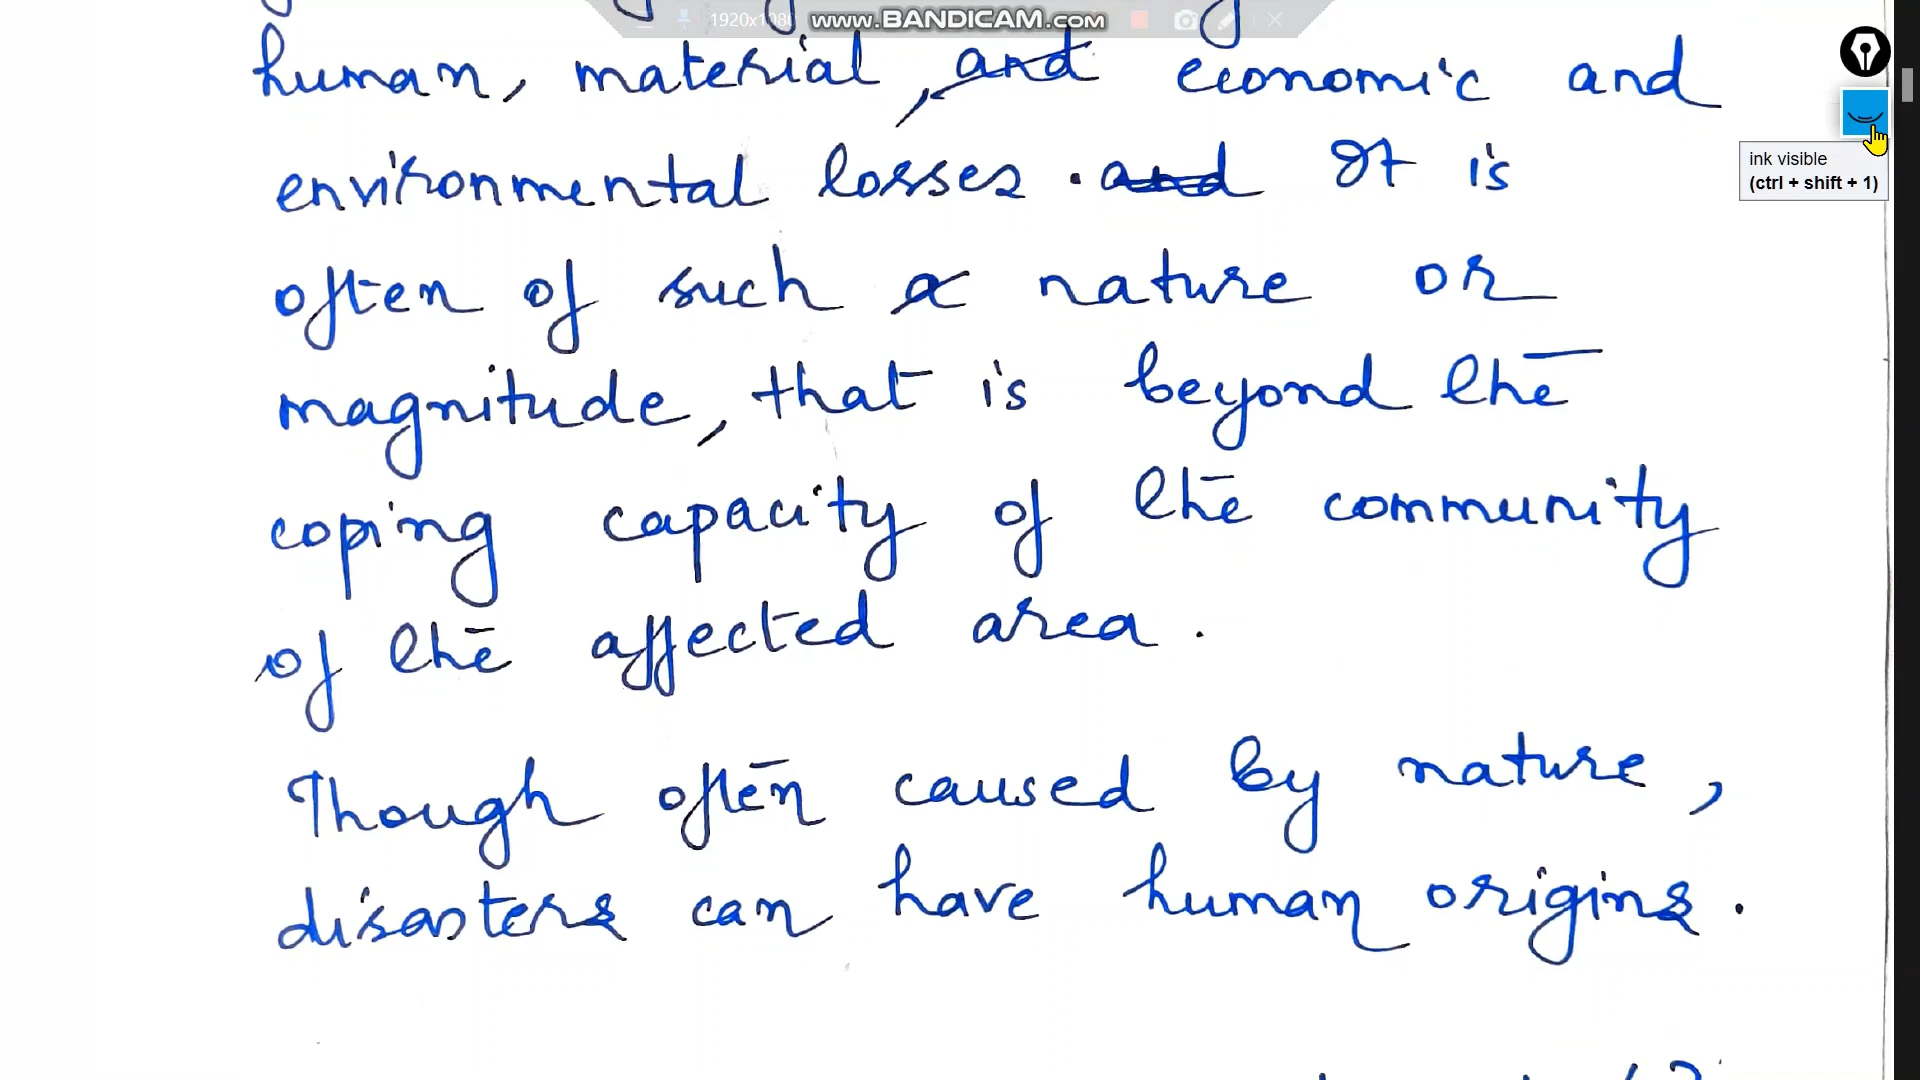 1920x1080 www.BANDICAM.com
human, material, and economic and
environmental losses. and It is
often of such a nature or
magnitude, that is beyond the
coping capacity of the community
of the affected area.
Though often caused by nature,
disasters can have human origins.
ink visible
(ctrl + shift + 1)